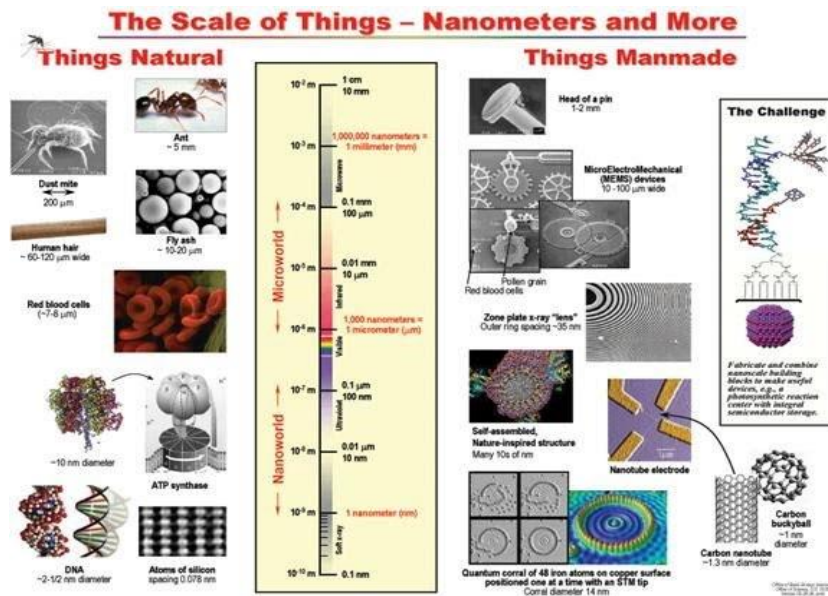 The Scale of Things – Nanometers and More
Things Natural
Ant
~ 5 mm
Dust mite
200 μm
Human hair
~ 60-120 μm wide
Fly ash
~ 10-20 μm
Red blood cells
(~7-8 μm)
~10 nm diameter
ATP synthase
DNA
~2-1/2 nm diameter
Atoms of silicon
spacing 0.078 nm
10⁻² m
1 cm
10 mm
1,000,000 nanometers =
1 millimeter (mm)
10⁻³ m
Microwave
10⁻⁴ m
0.1 mm
100 μm
Microworld
10⁻⁵ m
0.01 mm
10 μm
Infrared
1,000 nanometers =
1 micrometer (μm)
10⁻⁶ m
Visible
10⁻⁷ m
0.1 μm
100 nm
Nanoworld
Ultraviolet
10⁻⁸ m
0.01 μm
10 nm
10⁻⁹ m
1 nanometer (nm)
Soft x-ray
10⁻¹⁰ m
0.1 nm
Things Manmade
Head of a pin
1-2 mm
MicroElectroMechanical
(MEMS) devices
10 -100 μm wide
Pollen grain
Red blood cells
Zone plate x-ray "lens"
Outer ring spacing ~35 nm
Self-assembled,
Nature-inspired structure
Many 10s of nm
Nanotube electrode
Carbon
buckyball
~1 nm
diameter
Carbon nanotube
~1.3 nm diameter
Quantum corral of 48 iron atoms on copper surface
positioned one at a time with an STM tip
Corral diameter 14 nm
The Challenge
Fabricate and combine
nanoscale building
blocks to make useful
devices, e.g., a
photosynthetic reaction
center with integral
semiconductor storage.